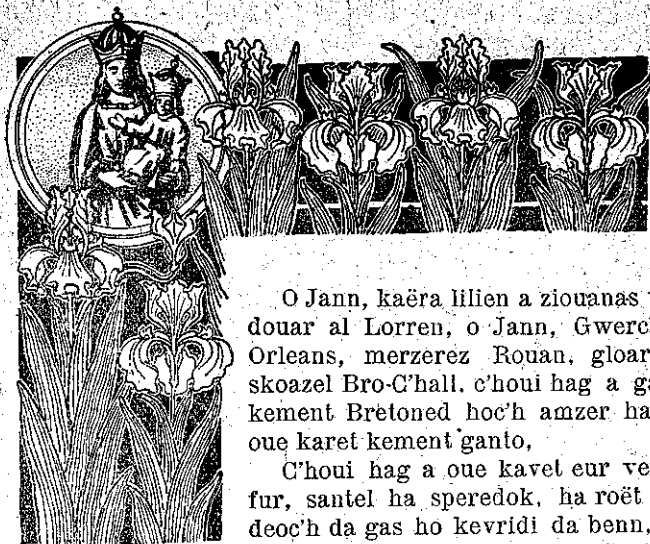 O Jann, kaëra lilien a ziouanas
douar al Lorren, o Jann, Gwerc
Orleans, merzerez Rouan, gloar
skoazel Bro-C'hall. c'houi hag a ga
kement Brétoned hoc'h amzer ha
oue karet kement ganto,
C'houi hag a oue kavet eur ve
fur, santel ha speredok, ha roët
deoc'h da gas ho kevridi da benn,